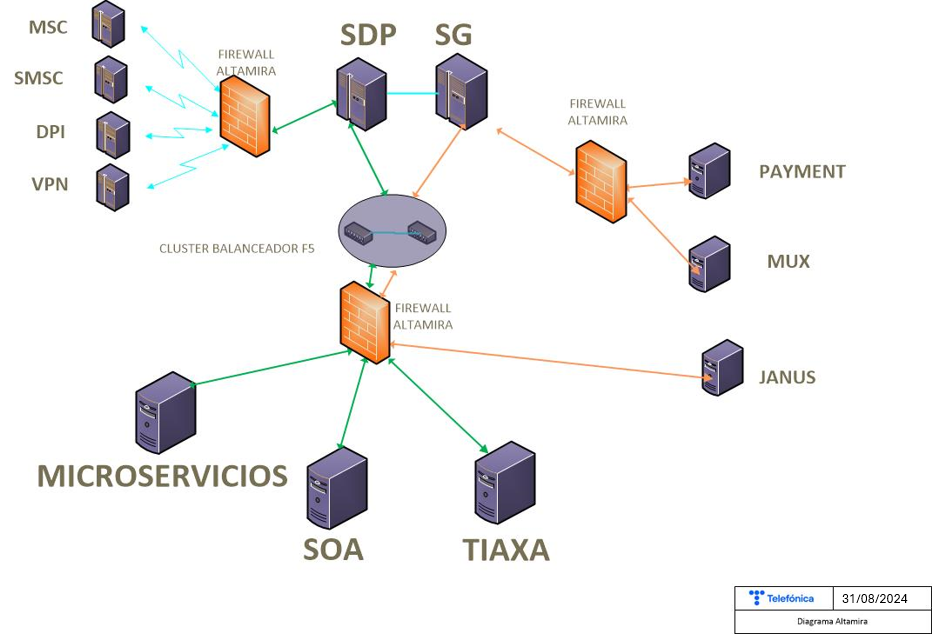 MSC
SMSC
DPI
VPN
FIREWALL
ALTAMIRA
SDP
SG
FIREWALL
ALTAMIRA
PAYMENT
MUX
CLUSTER BALANCEADOR F5
FIREWALL
ALTAMIRA
JANUS
MICROSERVICIOS
SOA
TIAXA
Telefónica
31/08/2024
Diagrama Altamira